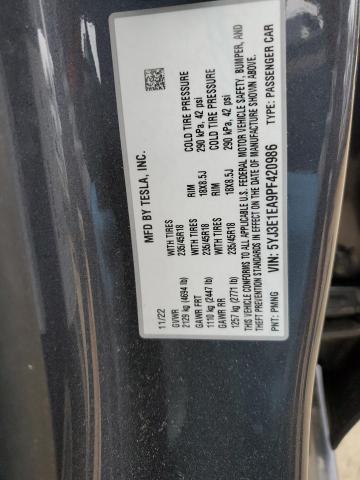 MFD BY TESLA, INC.
11/22
GVWR
2129 kg (4694 lb) WITH TIRES 235/45R18 RIM 18X8.5J COLD TIRE PRESSURE 290 kPa, 42 psi
GAWR FRT
1110 kg (2447 lb) WITH TIRES 235/45R18 RIM 18X8.5J COLD TIRE PRESSURE 290 kPa, 42 psi
GAWR RR
1257 kg (2771 lb)
THIS VEHICLE CONFORMS TO ALL APPLICABLE U.S. FEDERAL MOTOR VEHICLE SAFETY, BUMPER, AND
THEFT PREVENTION STANDARDS IN EFFECT ON THE DATE OF MANUFACTURE SHOWN ABOVE.
VIN: 5YJ3E1EA9PF420986
PNT: PMNG TYPE: PASSENGER CAR